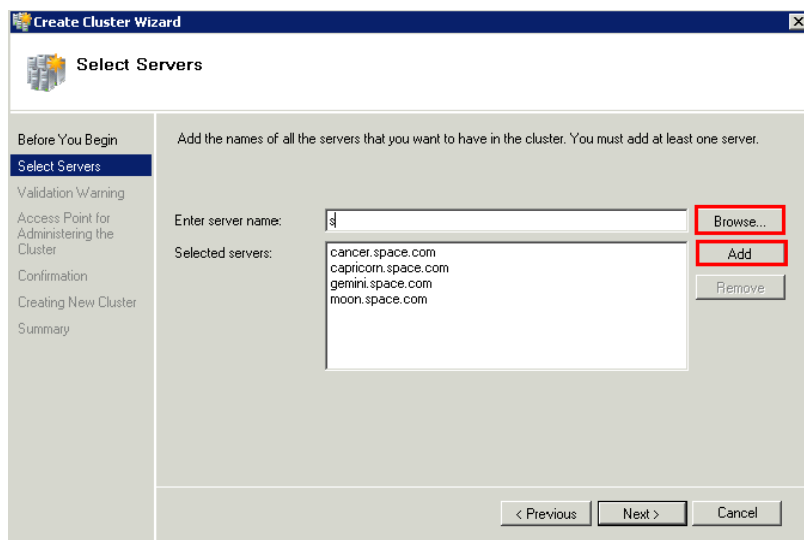 Create Cluster Wizard
Select Servers
Before You Begin
Select Servers
Validation Warning
Access Point for
Administering the
Cluster
Confirmation
Creating New Cluster
Summary
Add the names of all the servers that you want to have in the cluster. You must add at least one server.
Enter server name:
s
Browse...
Selected servers:
cancer.space.com
capricorn.space.com
gemini.space.com
moon.space.com
Add
Remove
< Previous
Next >
Cancel